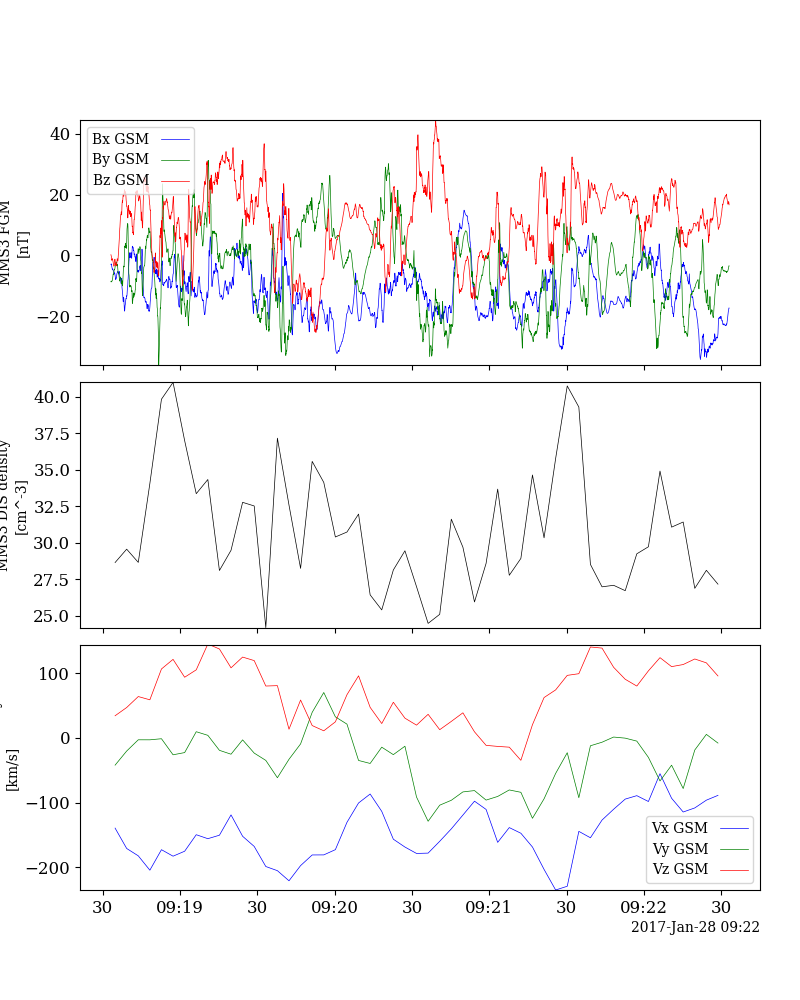 40
20
0
−20
MMS3 FGM
[nT]
Bx GSM
By GSM
Bz GSM
40.0
37.5
35.0
32.5
30.0
27.5
25.0
MMS3 DIS density
[cm^-3]
100
0
−100
−200
[km/s]
Vx GSM
Vy GSM
Vz GSM
30 09:19 30 09:20 30 09:21 30 09:22 30
2017-Jan-28 09:22